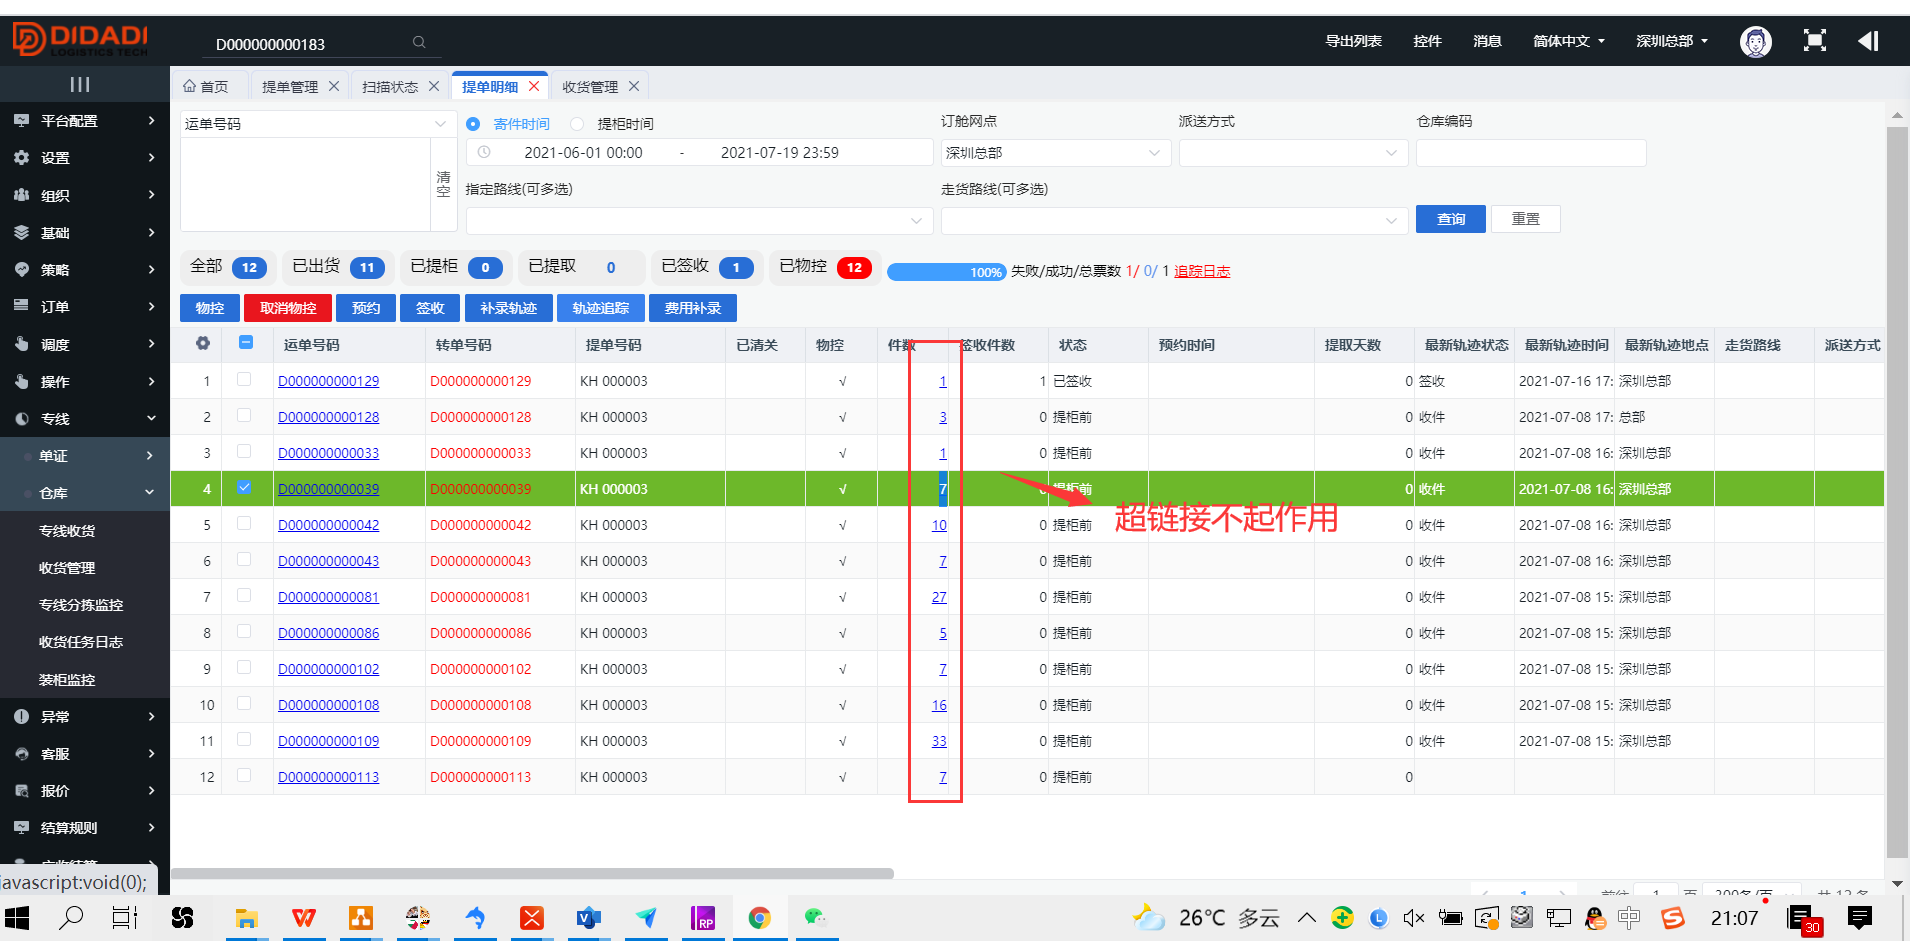 DIDADI
LOGISTICS TECH
D000000000183
导出列表 控件 消息 简体中文 深圳总部
首页 提单管理 扫描状态 提单明细 收货管理
平台配置
设置
组织
基础
策略
订单
调度
操作
专线
单证
仓库
专线收货
收货管理
专线分拣监控
收货任务日志
装柜监控
异常
客服
报价
结算规则
javascript:void(0);
运单号码
清空
寄件时间 提柜时间
2021-06-01 00:00 - 2021-07-19 23:59
订舱网点 派送方式 仓库编码
深圳总部
指定路线(可多选) 走货路线(可多选)
查询 重置
全部 12 已出货 11 已提柜 0 已提取 0 已签收 1 已物控 12 100% 失败/成功/总票数 1/ 0/ 1 追踪日志
物控 取消物控 预约 签收 补录轨迹 轨迹追踪 费用补录
运单号码 转单号码 提单号码 已清关 物控 件数 签收件数 状态 预约时间 提取天数 最新轨迹状态 最新轨迹时间 最新轨迹地点 走货路线 派送方式
1 D000000000129 D000000000129 KH 000003 √ 1 1 已签收 0 签收 2021-07-16 17: 深圳总部
2 D000000000128 D000000000128 KH 000003 √ 3 0 提柜前 0 收件 2021-07-08 17: 总部
3 D000000000033 D000000000033 KH 000003 √ 1 0 提柜前 0 收件 2021-07-08 16: 深圳总部
4 D000000000039 D000000000039 KH 000003 √ 7 0 提柜前 0 收件 2021-07-08 16: 深圳总部
5 D000000000042 D000000000042 KH 000003 √ 10 0 提柜前 0 收件 2021-07-08 16: 深圳总部
6 D000000000043 D000000000043 KH 000003 √ 7 0 提柜前 0 收件 2021-07-08 16: 深圳总部
7 D000000000081 D000000000081 KH 000003 √ 27 0 提柜前 0 收件 2021-07-08 15: 深圳总部
8 D000000000086 D000000000086 KH 000003 √ 5 0 提柜前 0 收件 2021-07-08 15: 深圳总部
9 D000000000102 D000000000102 KH 000003 √ 7 0 提柜前 0 收件 2021-07-08 15: 深圳总部
10 D000000000108 D000000000108 KH 000003 √ 16 0 提柜前 0 收件 2021-07-08 15: 深圳总部
11 D000000000109 D000000000109 KH 000003 √ 33 0 提柜前 0 收件 2021-07-08 15: 深圳总部
12 D000000000113 D000000000113 KH 000003 √ 7 0 提柜前 0
超链接不起作用
26℃ 多云 中 21:07 30